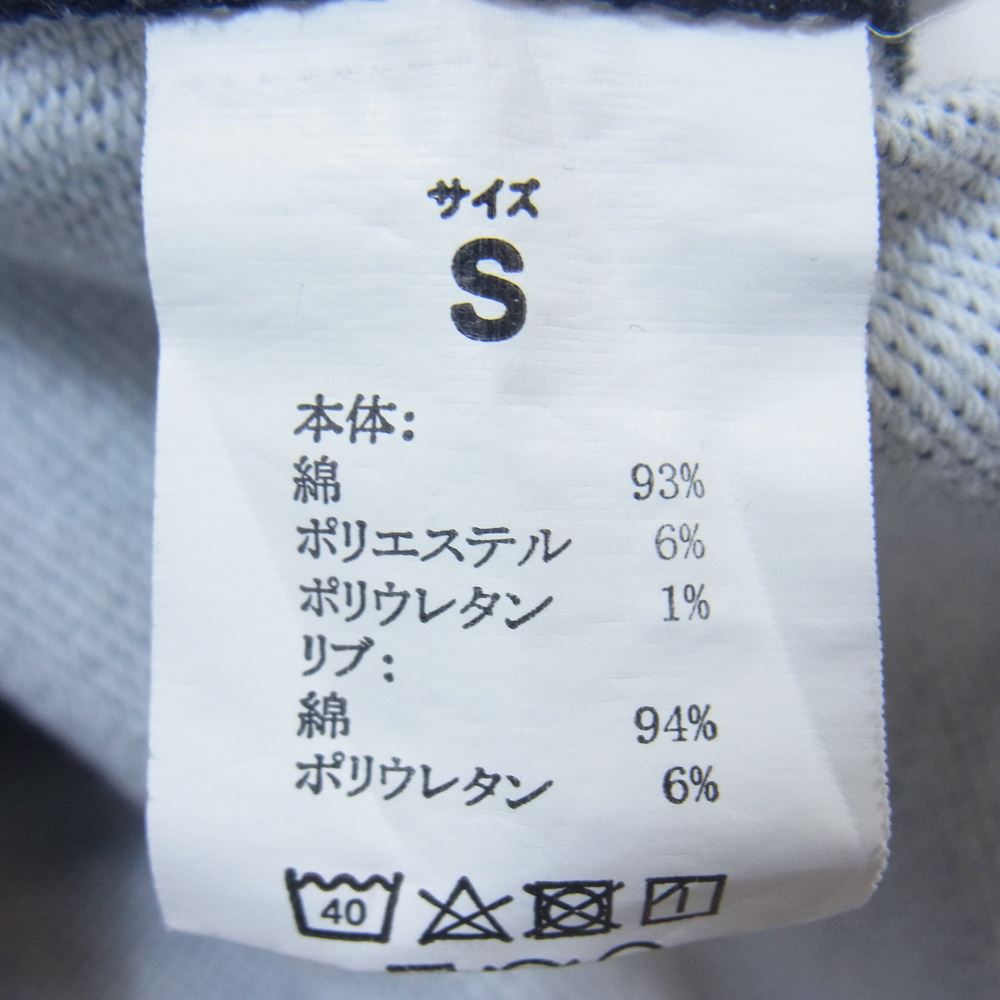 サイズ
S
本体:
綿 93%
ポリエステル 6%
ポリウレタン 1%
リブ:
綿 94%
ポリウレタン 6%
40